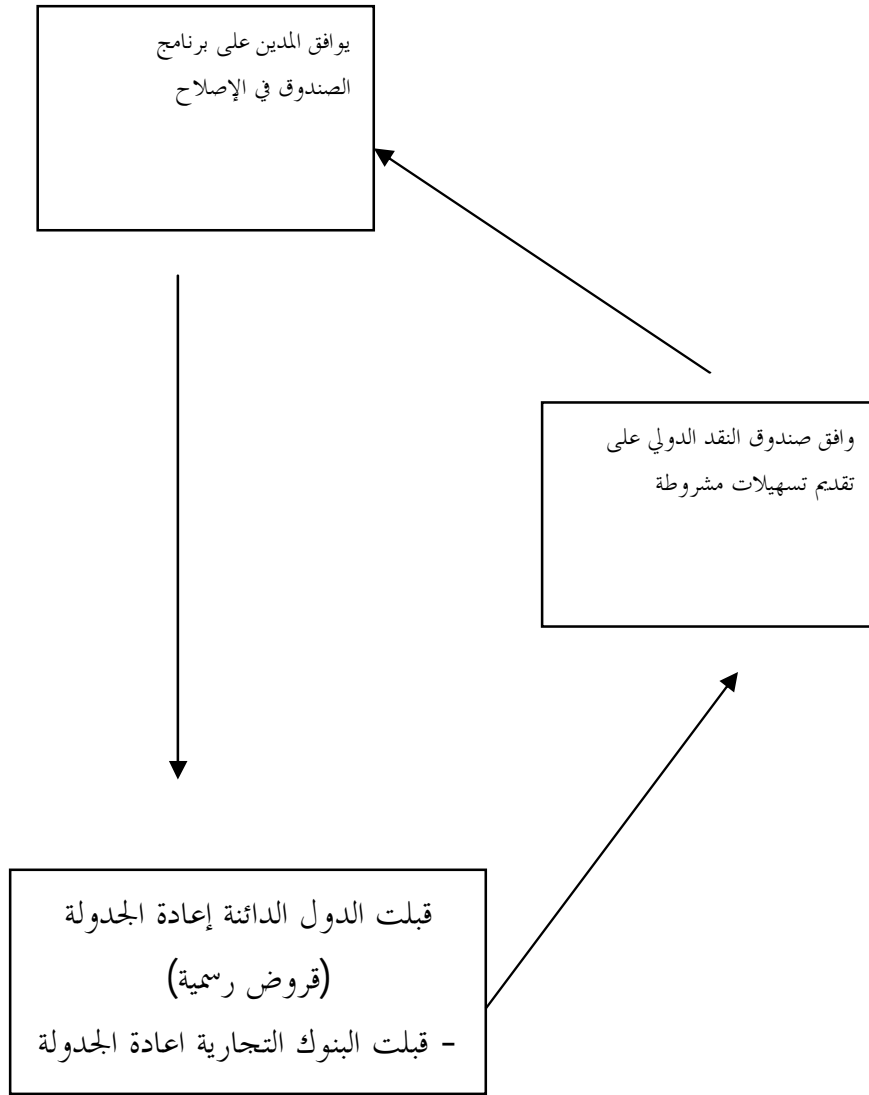 يوافق المدين على برنامج
الصندوق في الإصلاح
وافق صندوق النقد الدولي على
تقديم تسهيلات مشروطة
قبلت الدول الدائنة إعادة الجدولة
(قروض رسمية)
- قبلت البنوك التجارية اعادة الجدولة